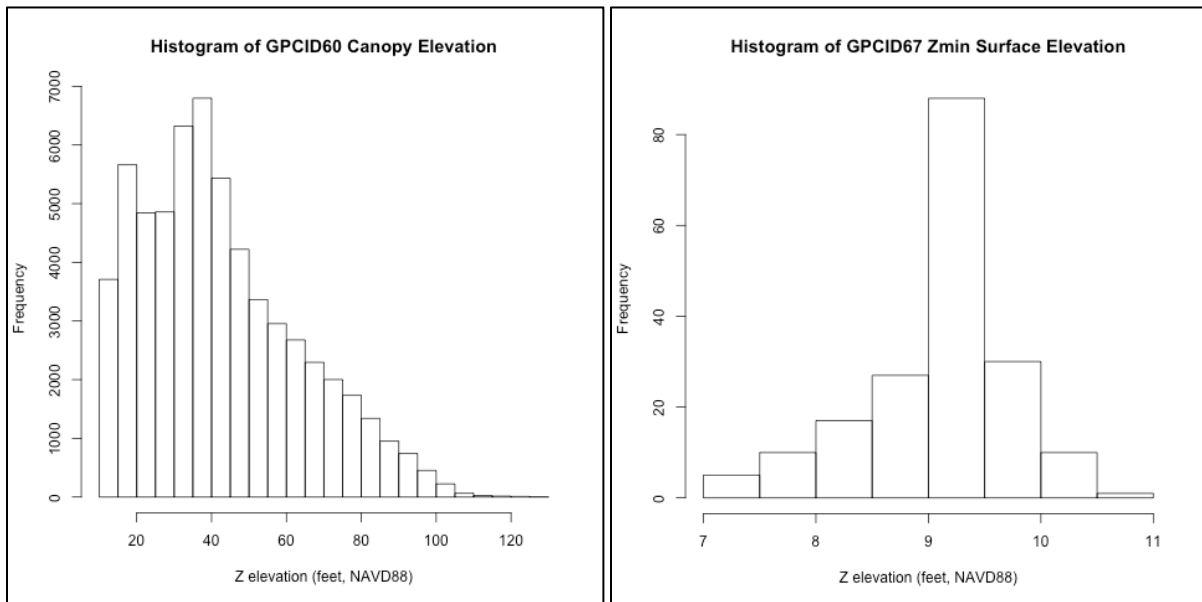 Histogram of GPCID60 Canopy Elevation
7000
6000
5000
4000
3000
2000
1000
0
Frequency
20 40 60 80 100 120
Z elevation (feet, NAVD88)
Histogram of GPCID67 Zmin Surface Elevation
80
60
40
20
0
Frequency
7 8 9 10 11
Z elevation (feet, NAVD88)